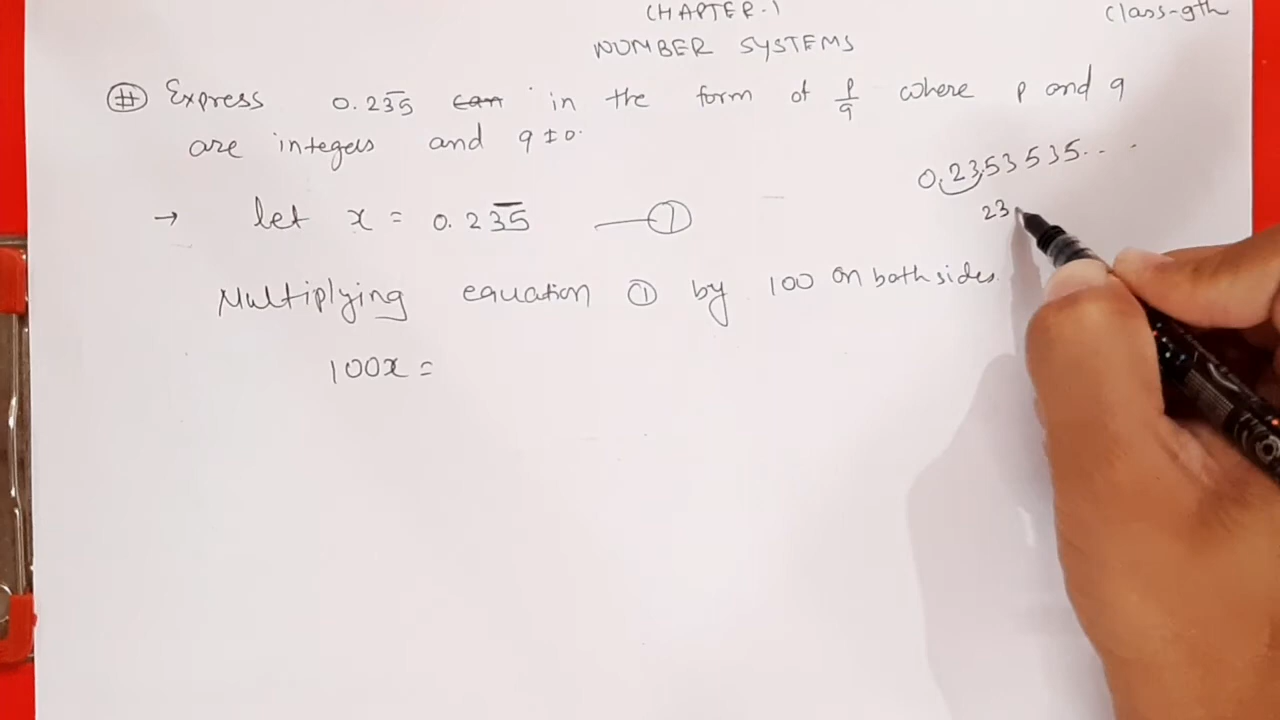 CHAPTER-1
Class-9th
NUMBER SYSTEMS
# Express 0.23̅5̅ can in the form of p/q where p and q
are integers and q ≠ 0.
0.2353535...
→ let x = 0.23̅5̅ —— ①
23
Multiplying equation ① by 100 on both sides.
100x =